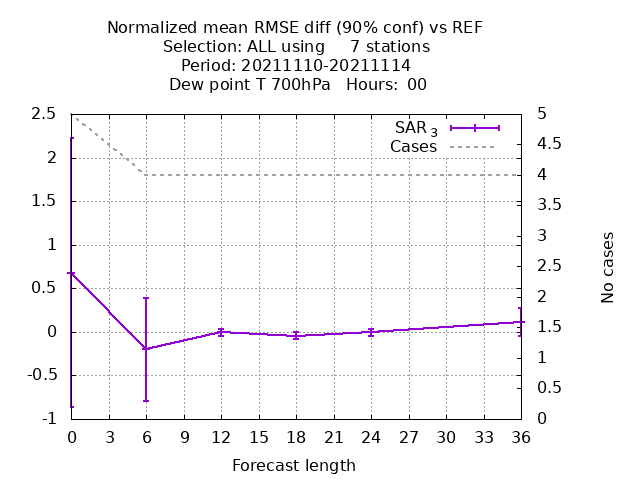 Normalized mean RMSE diff (90% conf) vs REF
Selection: ALL using     7 stations
Period: 20211110-20211114
Dew point T 700hPa   Hours:  00
SAR 3
Cases
2.5
2
1.5
1
0.5
0
-0.5
-1
5
4.5
4
3.5
3
2.5
2
1.5
1
0.5
0
No cases
0 3 6 9 12 15 18 21 24 27 30 33 36
Forecast length